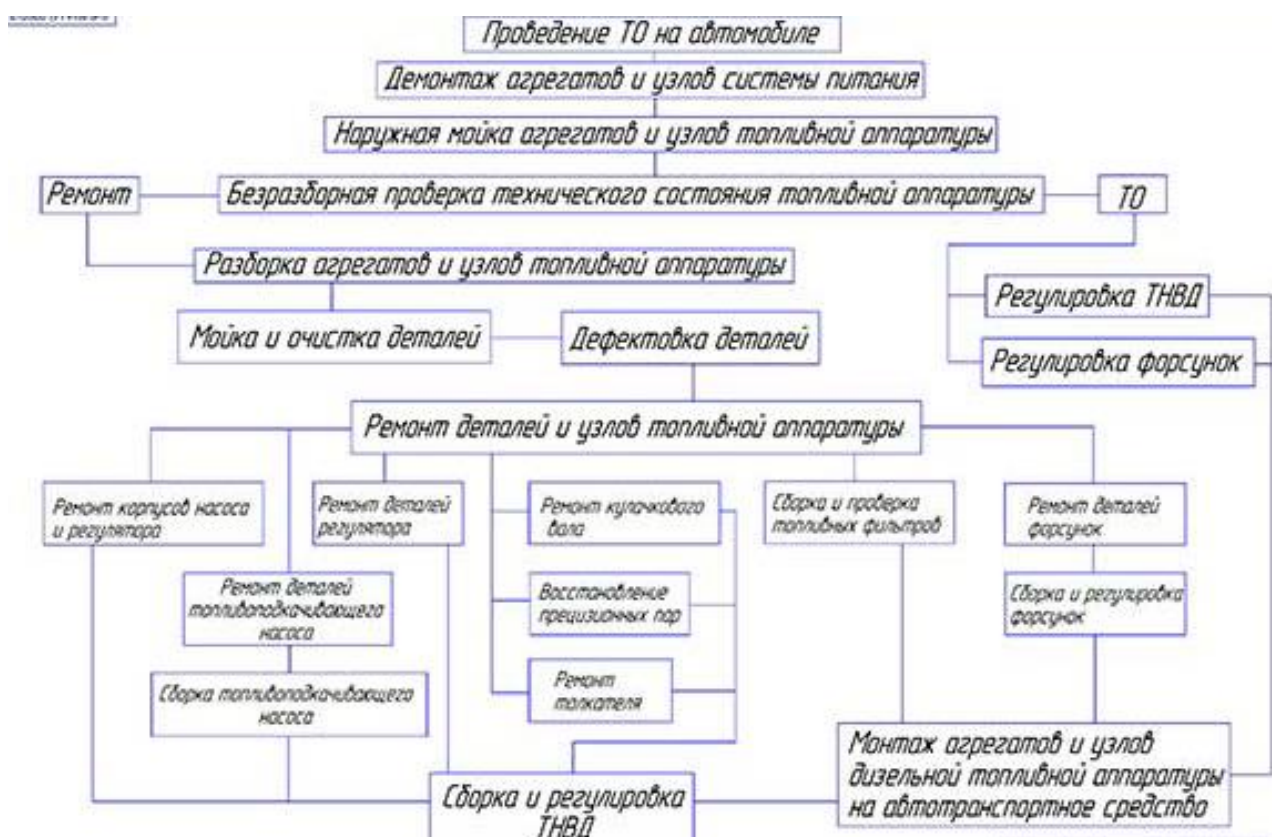 Проведение ТО на автомобиле
Демонтаж агрегатов и узлов системы питания
Наружная мойка агрегатов и узлов топливной аппаратуры
Ремонт
Безразборная проверка технического состояния топливной аппаратуры
ТО
Разборка агрегатов и узлов топливной аппаратуры
Регулировка ТНВД
Мойка и очистка деталей
Дефектовка деталей
Регулировка форсунок
Ремонт деталей и узлов топливной аппаратуры
Ремонт корпусов насоса
и регулятора
Ремонт деталей
регулятора
Ремонт кулачкового
вала
Сборка и проверка
топливных фильтров
Ремонт деталей
форсунок
Ремонт деталей
топливоподкачивающего
насоса
Восстановление
прецизионных пар
Сборка и регулировка
форсунок
Сборка топливоподкачивающего
насоса
Ремонт
толкателя
Монтаж агрегатов и узлов
дизельной топливной аппаратуры
на автотранспортное средство
Сборка и регулировка
ТНВД